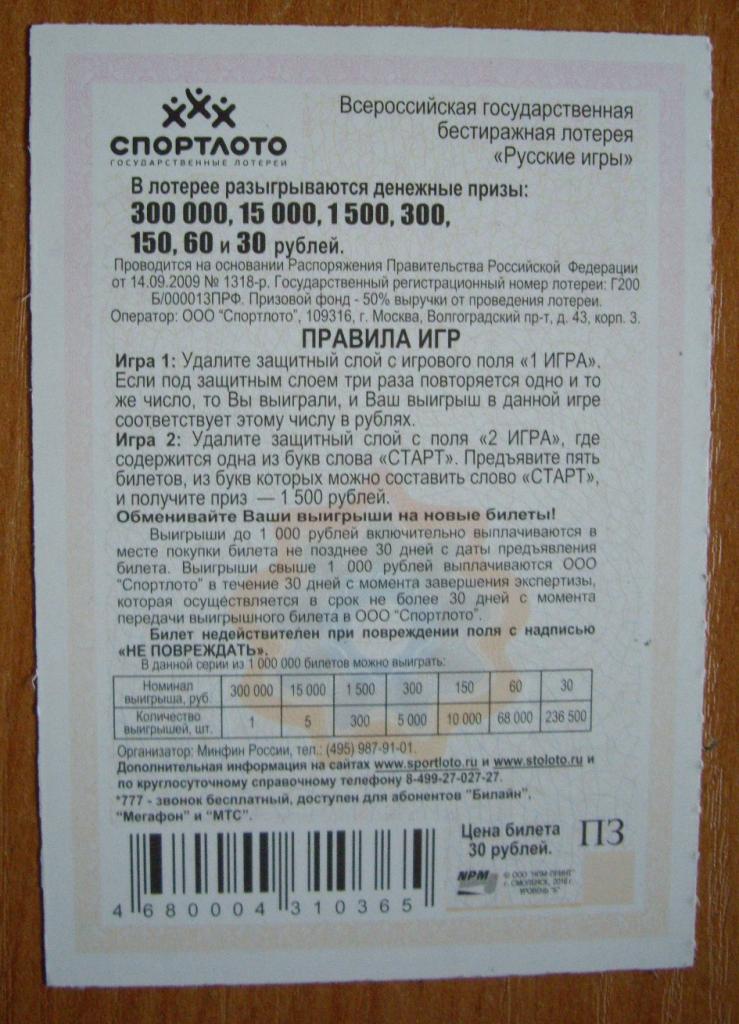 СПОРТЛОТО
ГОСУДАРСТВЕННЫЕ ЛОТЕРЕИ
Всероссийская государственная
бестиражная лотерея
«Русские игры»
В лотерее разыгрываются денежные призы:
300 000, 15 000, 1 500, 300,
150, 60 и 30 рублей.
Проводится на основании Распоряжения Правительства Российской Федерации
от 14.09.2009 № 1318-р. Государственный регистрационный номер лотереи: Г200
Б/000013ПРФ. Призовой фонд - 50% выручки от проведения лотереи.
Оператор: ООО "Спортлото", 109316, г. Москва, Волгоградский пр-т, д. 43, корп. 3.
ПРАВИЛА ИГР
Игра 1: Удалите защитный слой с игрового поля «1 ИГРА».
Если под защитным слоем три раза повторяется одно и то
же число, то Вы выиграли, и Ваш выигрыш в данной игре
соответствует этому числу в рублях.
Игра 2: Удалите защитный слой с поля «2 ИГРА», где
содержится одна из букв слова «СТАРТ». Предъявите пять
билетов, из букв которых можно составить слово «СТАРТ»,
и получите приз — 1 500 рублей.
Обменивайте Ваши выигрыши на новые билеты!
Выигрыши до 1 000 рублей включительно выплачиваются в
месте покупки билета не позднее 30 дней с даты предъявления
билета. Выигрыши свыше 1 000 рублей выплачиваются ООО
"Спортлото" в течение 30 дней с момента завершения экспертизы,
которая осуществляется в срок не более 30 дней с момента
передачи выигрышного билета в ООО "Спортлото".
Билет недействителен при повреждении поля с надписью
«НЕ ПОВРЕЖДАТЬ».
В данной серии из 1 000 000 билетов можно выиграть:
Номинал выигрыша, руб. 300 000 15 000 1 500 300 150 60 30
Количество выигрышей, шт. 1 5 300 5 000 10 000 68 000 236 500
Организатор: Минфин России, тел.: (495) 987-91-01.
Дополнительная информация на сайтах www.sportloto.ru и www.stoloto.ru и
по круглосуточному справочному телефону 8-499-27-027-27.
*777 - звонок бесплатный, доступен для абонентов "Билайн",
"Мегафон" и "МТС".
Цена билета
30 рублей.
ПЗ
NPM
© ООО "НПМ-ПРИНТ"
г. СМОЛЕНСК, 2010 г.
УРОВЕНЬ "Б"
4 680004 310365